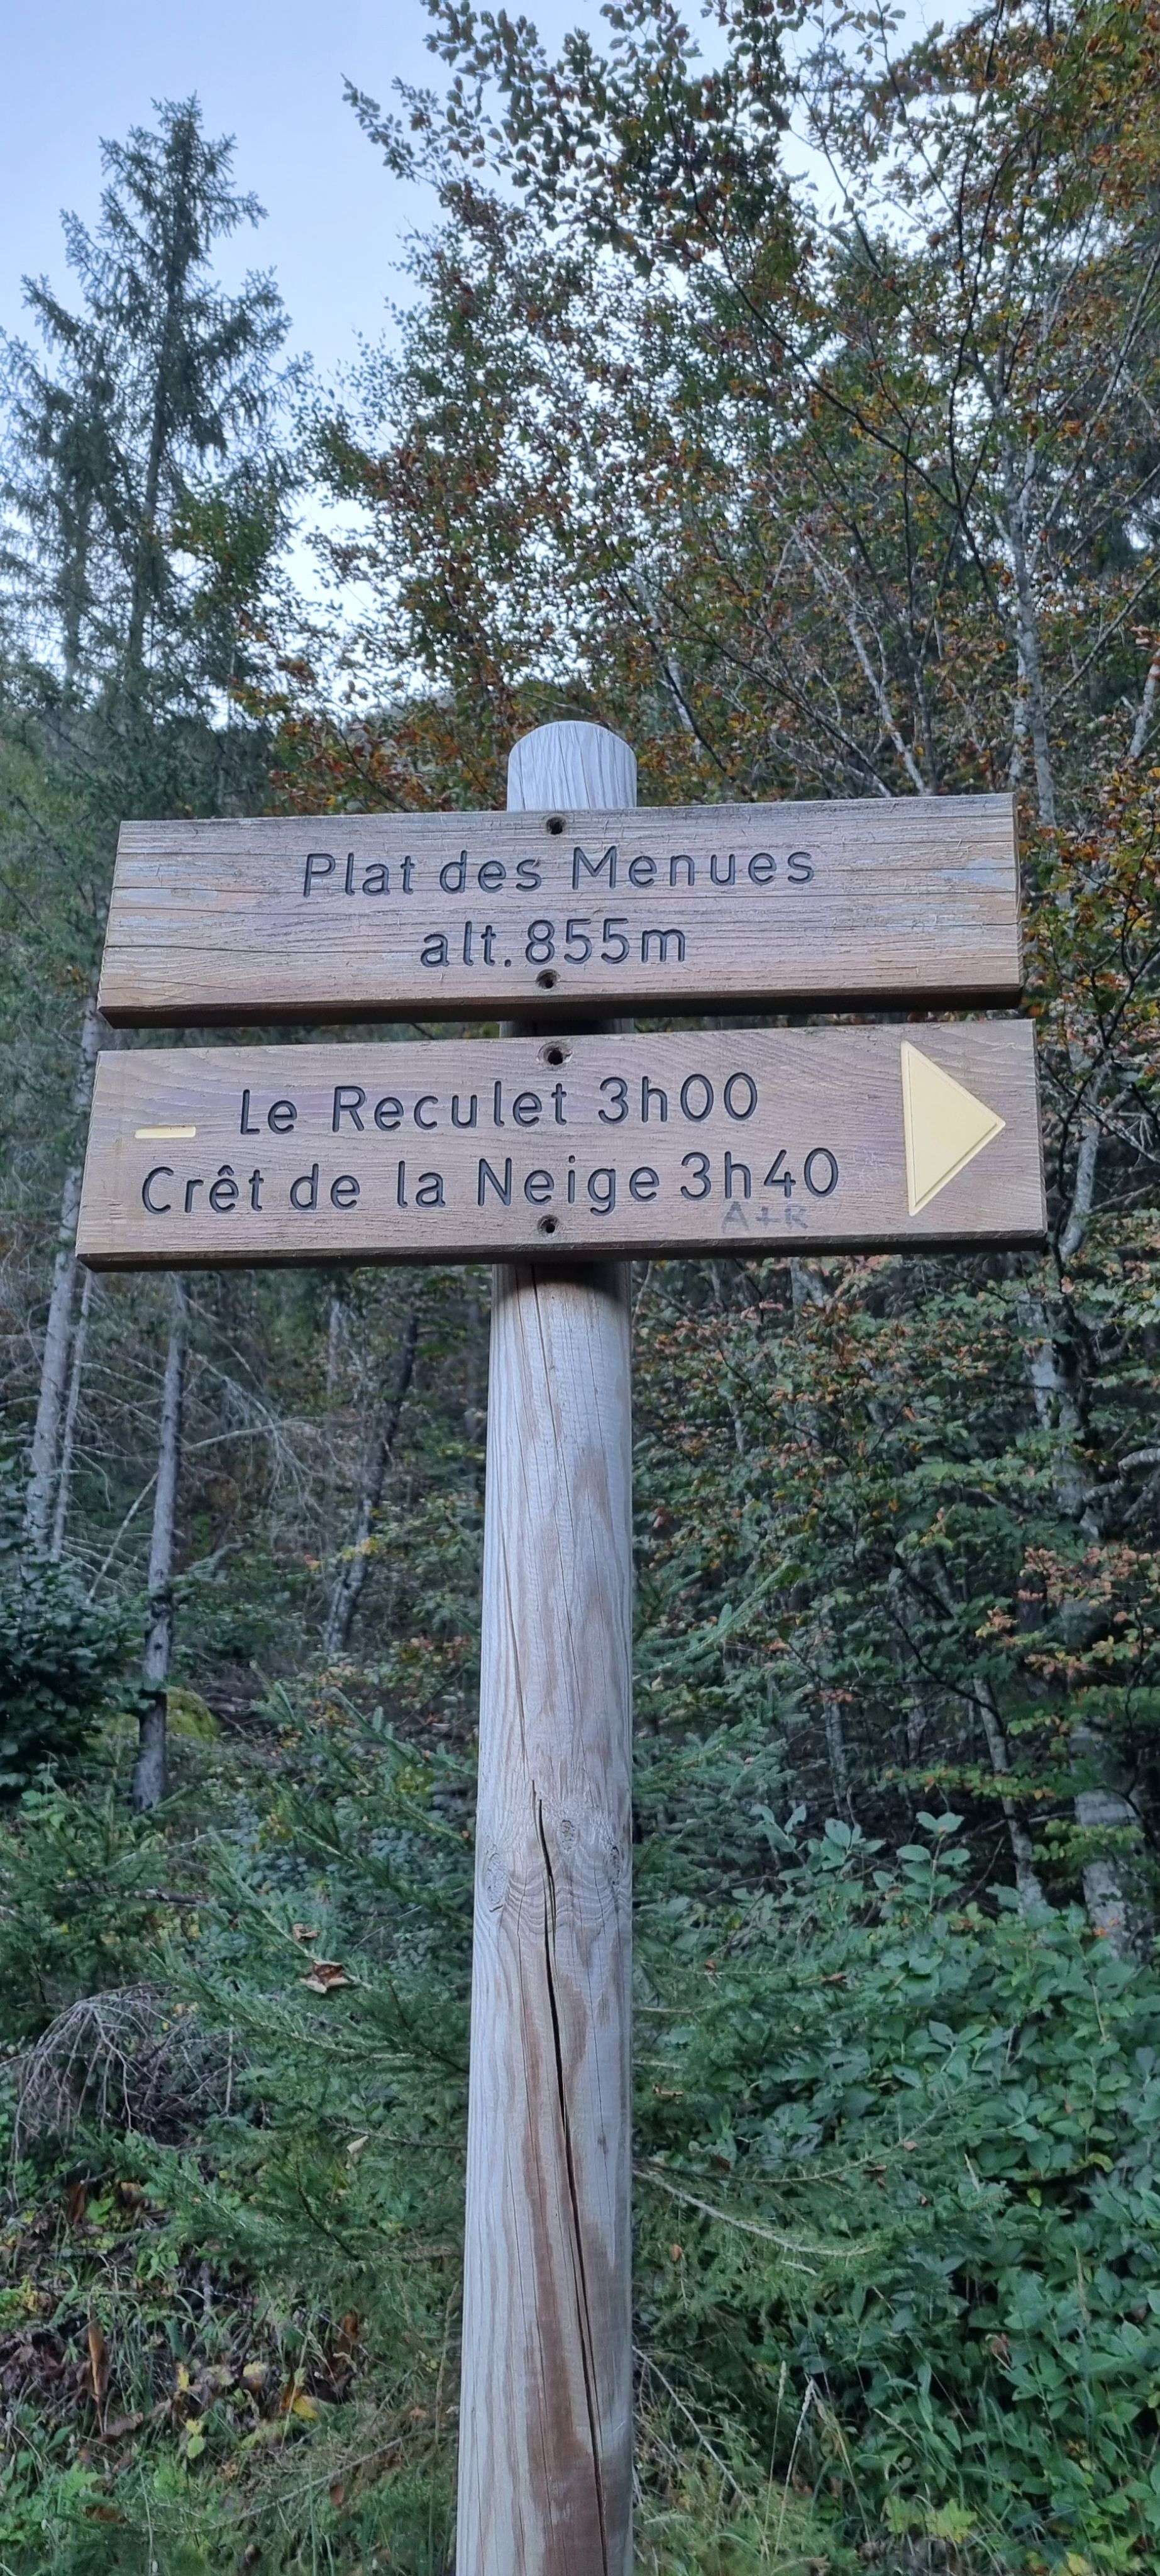 Plat des Menues
alt.855m
Le Reculet 3h00
Crêt de la Neige 3h40
A+R